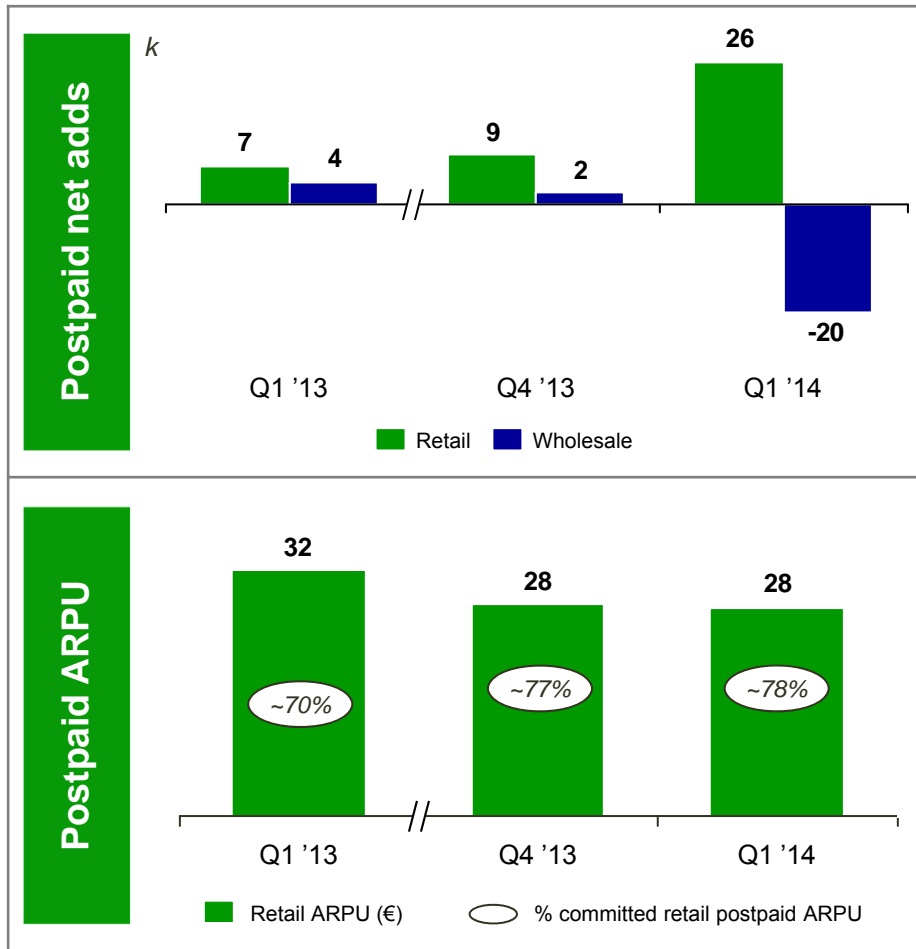 Postpaid net adds
k
26
7
4
9
2
-20
Q1 ’13
Q4 ’13
Q1 ’14
Retail
Wholesale
Postpaid ARPU
32
28
28
~70%
~77%
~78%
Q1 ’13
Q4 ’13
Q1 ’14
Retail ARPU (€)
% committed retail postpaid ARPU